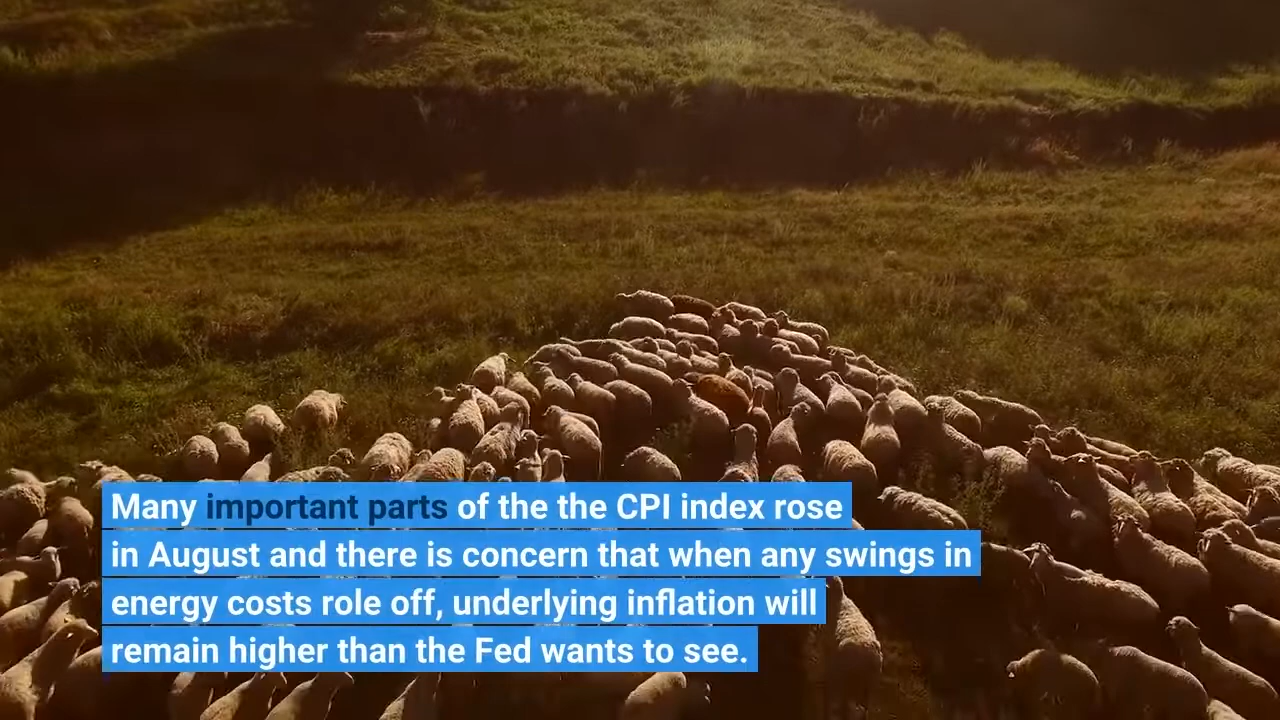 Many important parts of the the CPI index rose
in August and there is concern that when any swings in
energy costs role off, underlying inflation will
remain higher than the Fed wants to see.